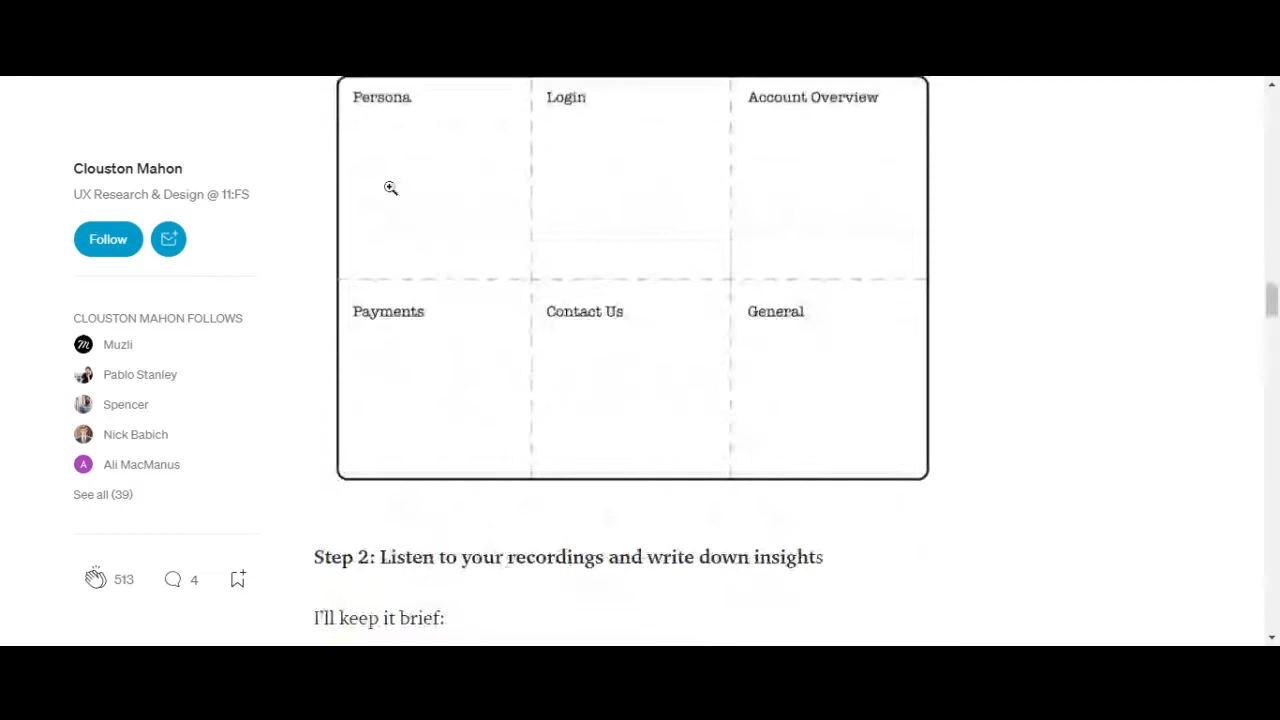 Persona
Login
Account Overview
Clouston Mahon
UX Research & Design @ 11:FS
Follow
Payments
Contact Us
General
CLOUSTON MAHON FOLLOWS
Muzli
Pablo Stanley
Spencer
Nick Babich
A Ali MacManus
See all (39)
513
4
Step 2: Listen to your recordings and write down insights
I'll keep it brief: